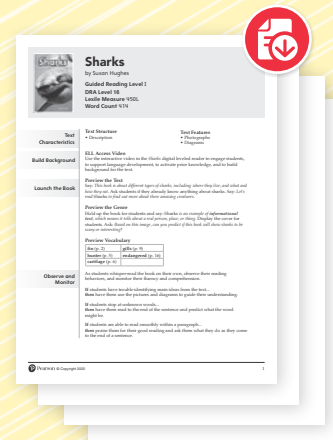 Sharks
Sharks
by Susan Hughes
Guided Reading Level I
DRA Level 16
Lexile Measure 450L
Word Count 414
Text
Characteristics
Text Structure
• Description
Text Features
• Photographs
• Diagrams
Build Background
ELL Access Video
Use the interactive video in the Sharks digital leveled reader to engage students,
to support language development, to activate prior knowledge, and to build
background for the text.
Launch the Book
Preview the Text
Say: This book is about different types of sharks, including where they live, and what and
how they eat. Ask students if they already know anything about sharks. Say: Let's
read Sharks to find out more about these amazing creatures.
Preview the Genre
Hold up the book for students and say: Sharks is an example of informational
text, which means it tells about a real person, place, or thing. Display the cover for
students. Ask: Based on this image, can you predict if this book will show sharks to be
scary or interesting?
Preview Vocabulary
fin (p. 2) gills (p. 9)
hunter (p. 5) endangered (p. 16)
cartilage (p. 6)
Observe and
Monitor
As students whisper-read the book on their own, observe their reading
behaviors, and monitor their fluency and comprehension.
If students have trouble identifying main ideas from the text...
then have them use the pictures and diagrams to guide their understanding.
If students stop at unknown words...
then have them read to the end of the sentence and predict what the word
might be.
If students are able to read smoothly within a paragraph...
then praise them for their good reading and ask them what they do as they come
to the end of a sentence.
P Pearson © Copyright 2020
1